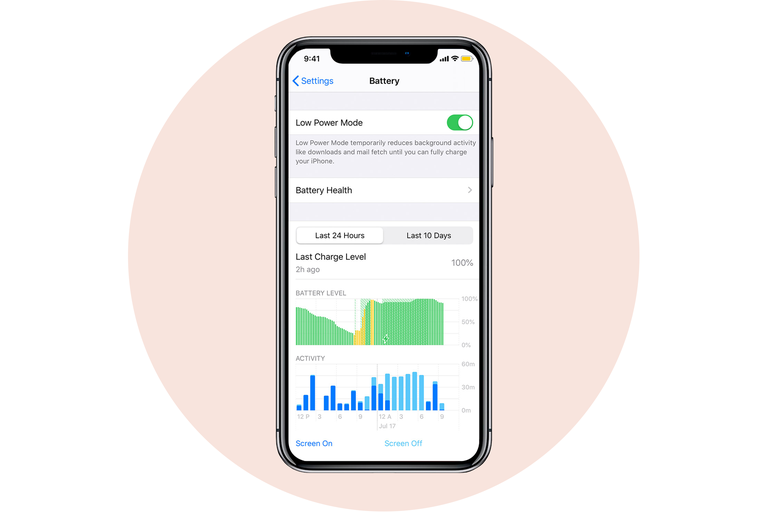 9:41
Settings
Battery
Low Power Mode
Low Power Mode temporarily reduces background activity
like downloads and mail fetch until you can fully charge
your iPhone.
Battery Health
Last 24 Hours Last 10 Days
Last Charge Level
100%
2h ago
BATTERY LEVEL
100%
50%
0%
ACTIVITY
60m
30m
0m
12 P 3 6 9 12 A 3 6 9
Jul 17
Screen On Screen Off